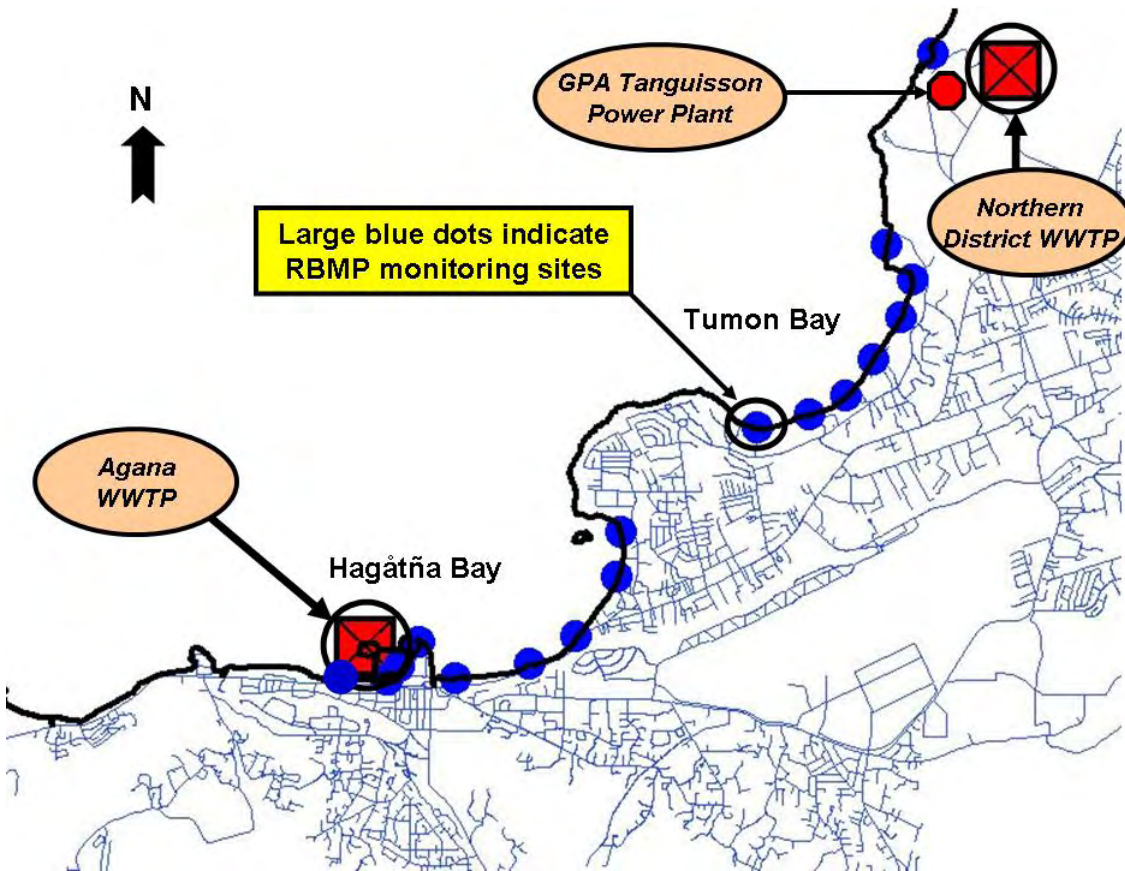 N
GPA Tanguisson
Power Plant
Northern
District WWTP
Large blue dots indicate
RBMP monitoring sites
Tumon Bay
Agana
WWTP
Hagåtña Bay